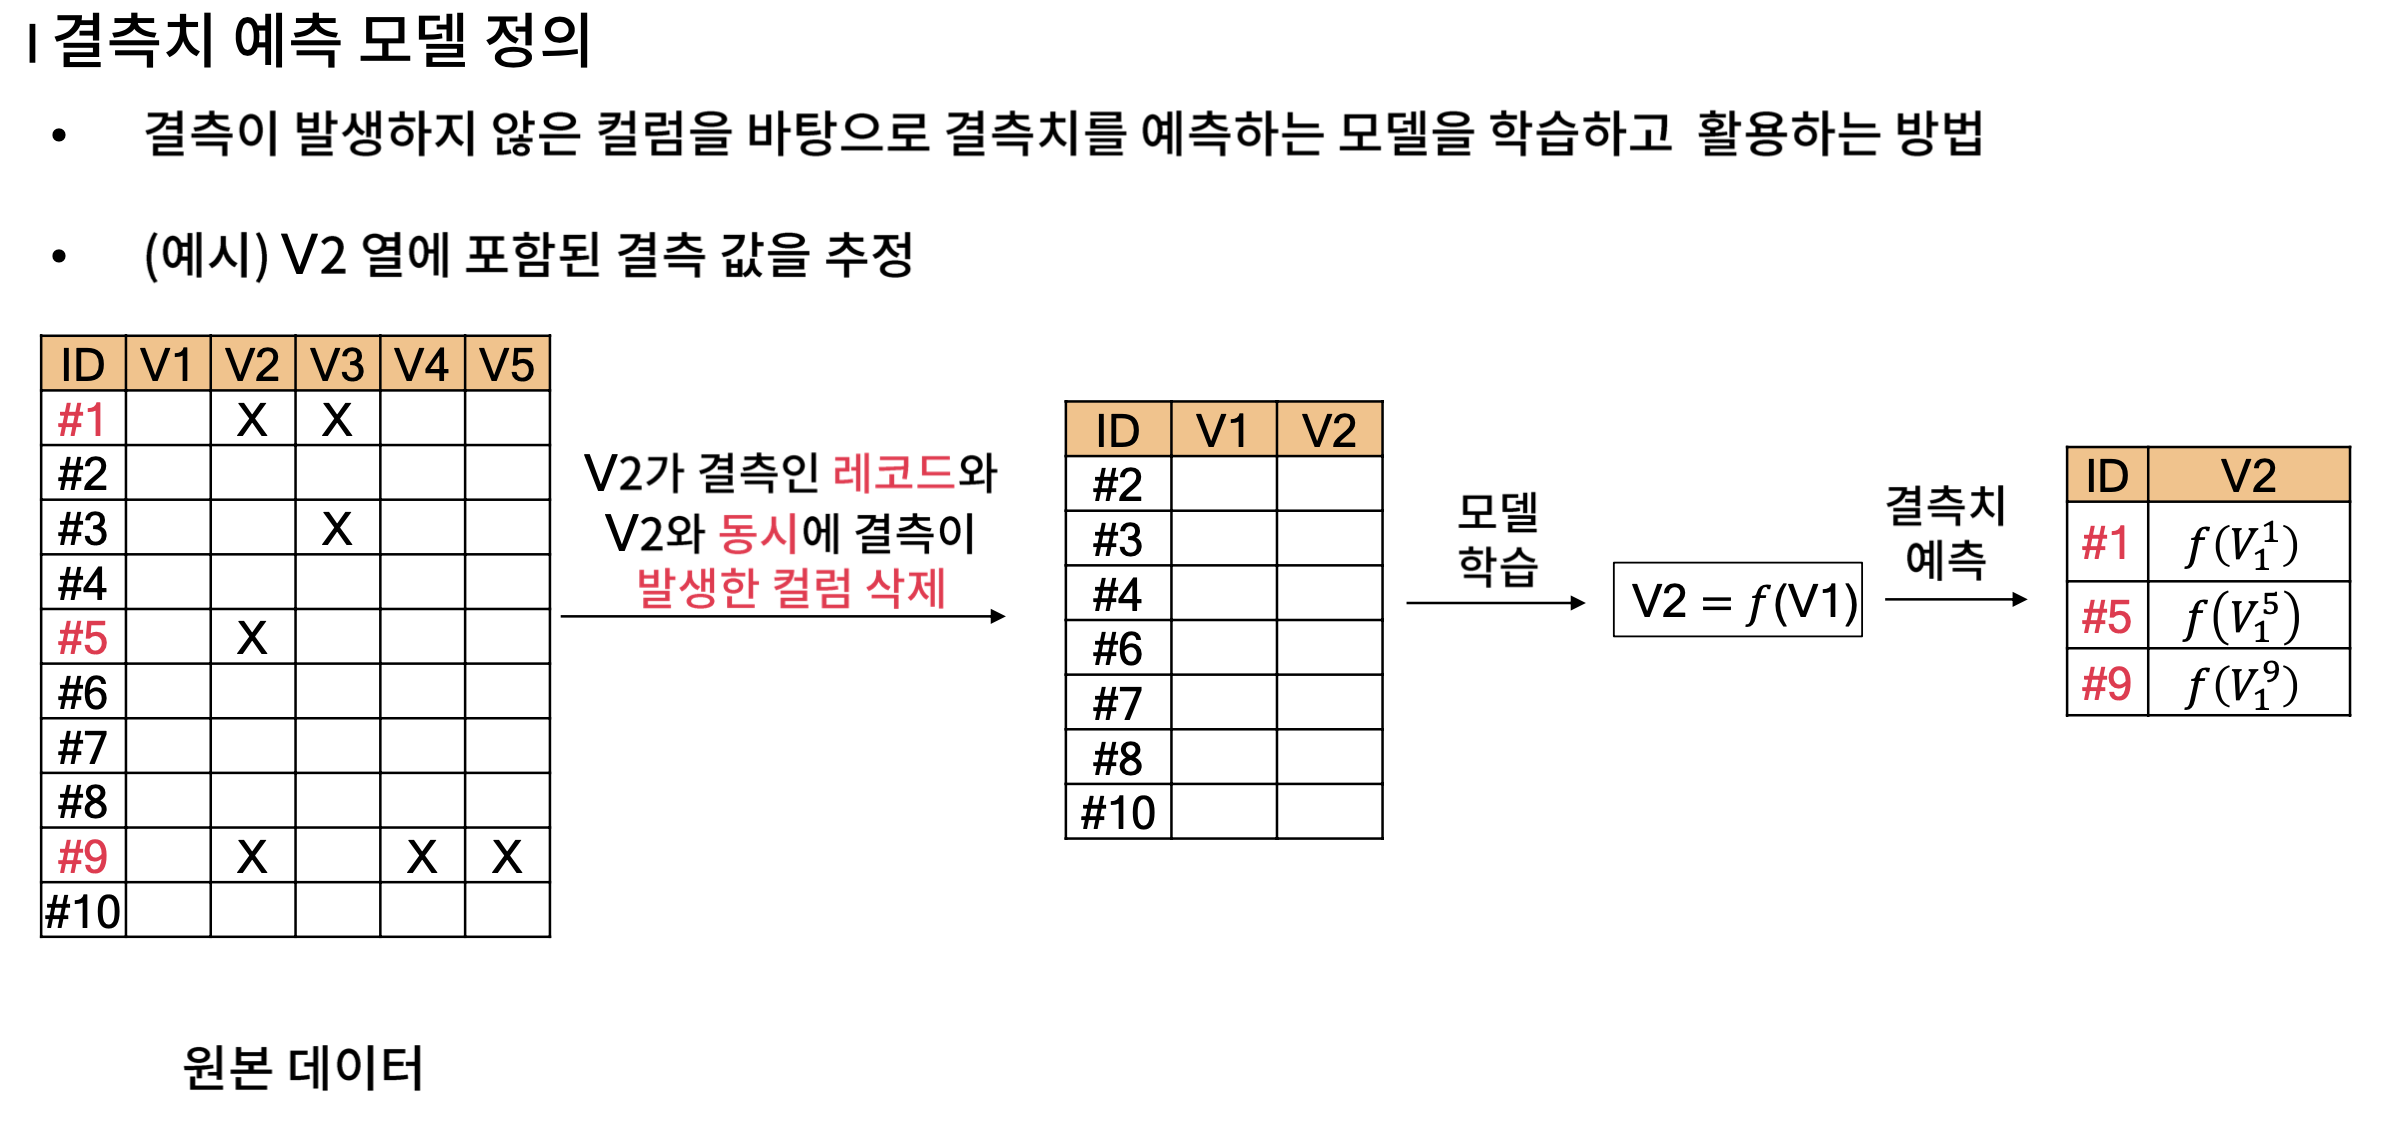 ㅣ결측치 예측 모델 정의
• 결측이 발생하지 않은 컬럼을 바탕으로 결측치를 예측하는 모델을 학습하고 활용하는 방법
• (예시) V2 열에 포함된 결측 값을 추정
ID V1 V2 V3 V4 V5
#1 X X
#2
#3 X
#4
#5 X
#6
#7
#8
#9 X X X
#10
원본 데이터
V2가 결측인 레코드와
V2와 동시에 결측이
발생한 컬럼 삭제
ID V1 V2
#2
#3
#4
#6
#7
#8
#10
모델
학습
V2 = f(V1)
결측치
예측
ID V2
#1 f(V₁¹)
#5 f(V₁⁵)
#9 f(V₁⁹)